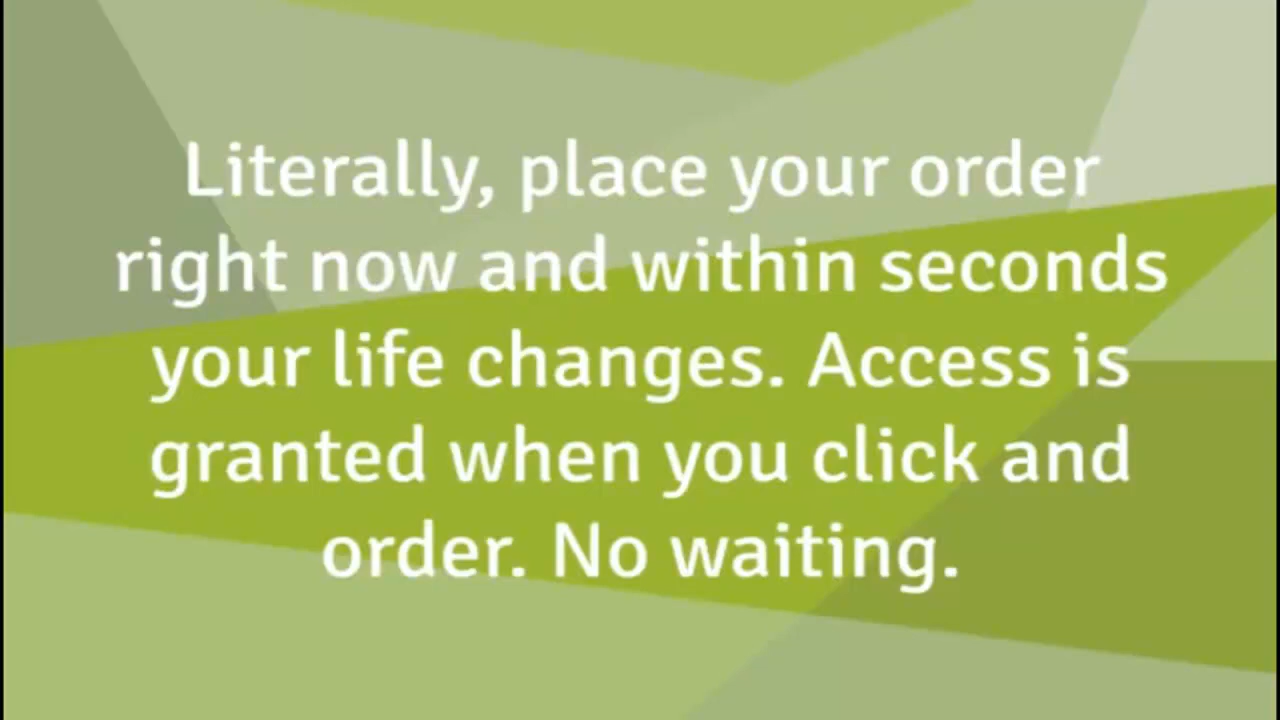 Literally, place your order
right now and within seconds
your life changes. Access is
granted when you click and
order. No waiting.